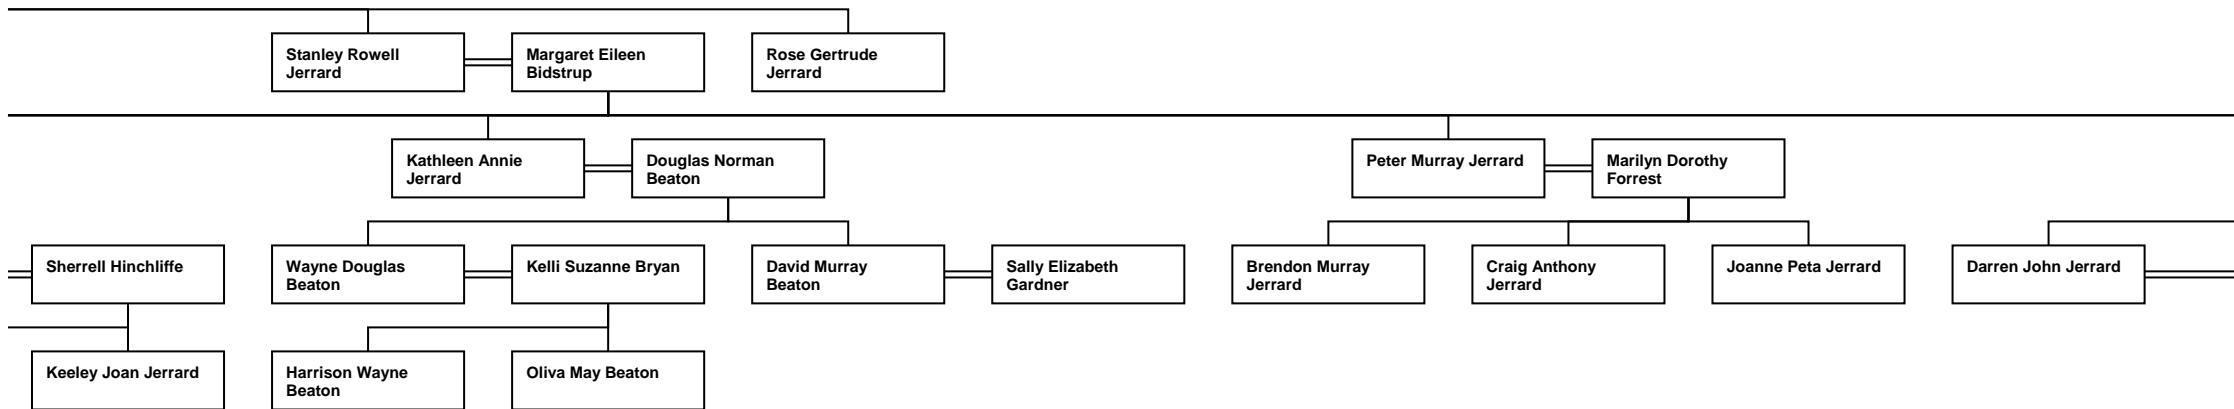 Stanley Rowell
Jerrard
Margaret Eileen
Bidstrup
Rose Gertrude
Jerrard
Kathleen Annie
Jerrard
Douglas Norman
Beaton
Peter Murray Jerrard
Marilyn Dorothy
Forrest
Sherrell Hinchliffe
Wayne Douglas
Beaton
Kelli Suzanne Bryan
David Murray
Beaton
Sally Elizabeth
Gardner
Brendon Murray
Jerrard
Craig Anthony
Jerrard
Joanne Peta Jerrard
Darren John Jerrard
Keeley Joan Jerrard
Harrison Wayne
Beaton
Oliva May Beaton